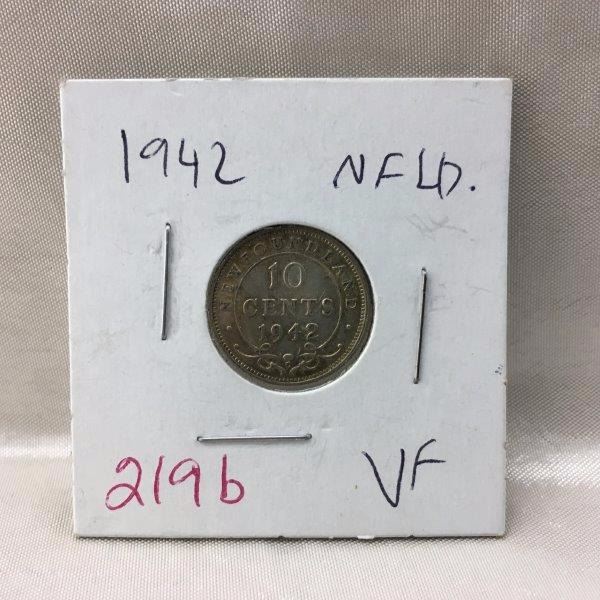 1942 NFLD.
NEWFOUNDLAND
10
CENTS
1942
219b VF